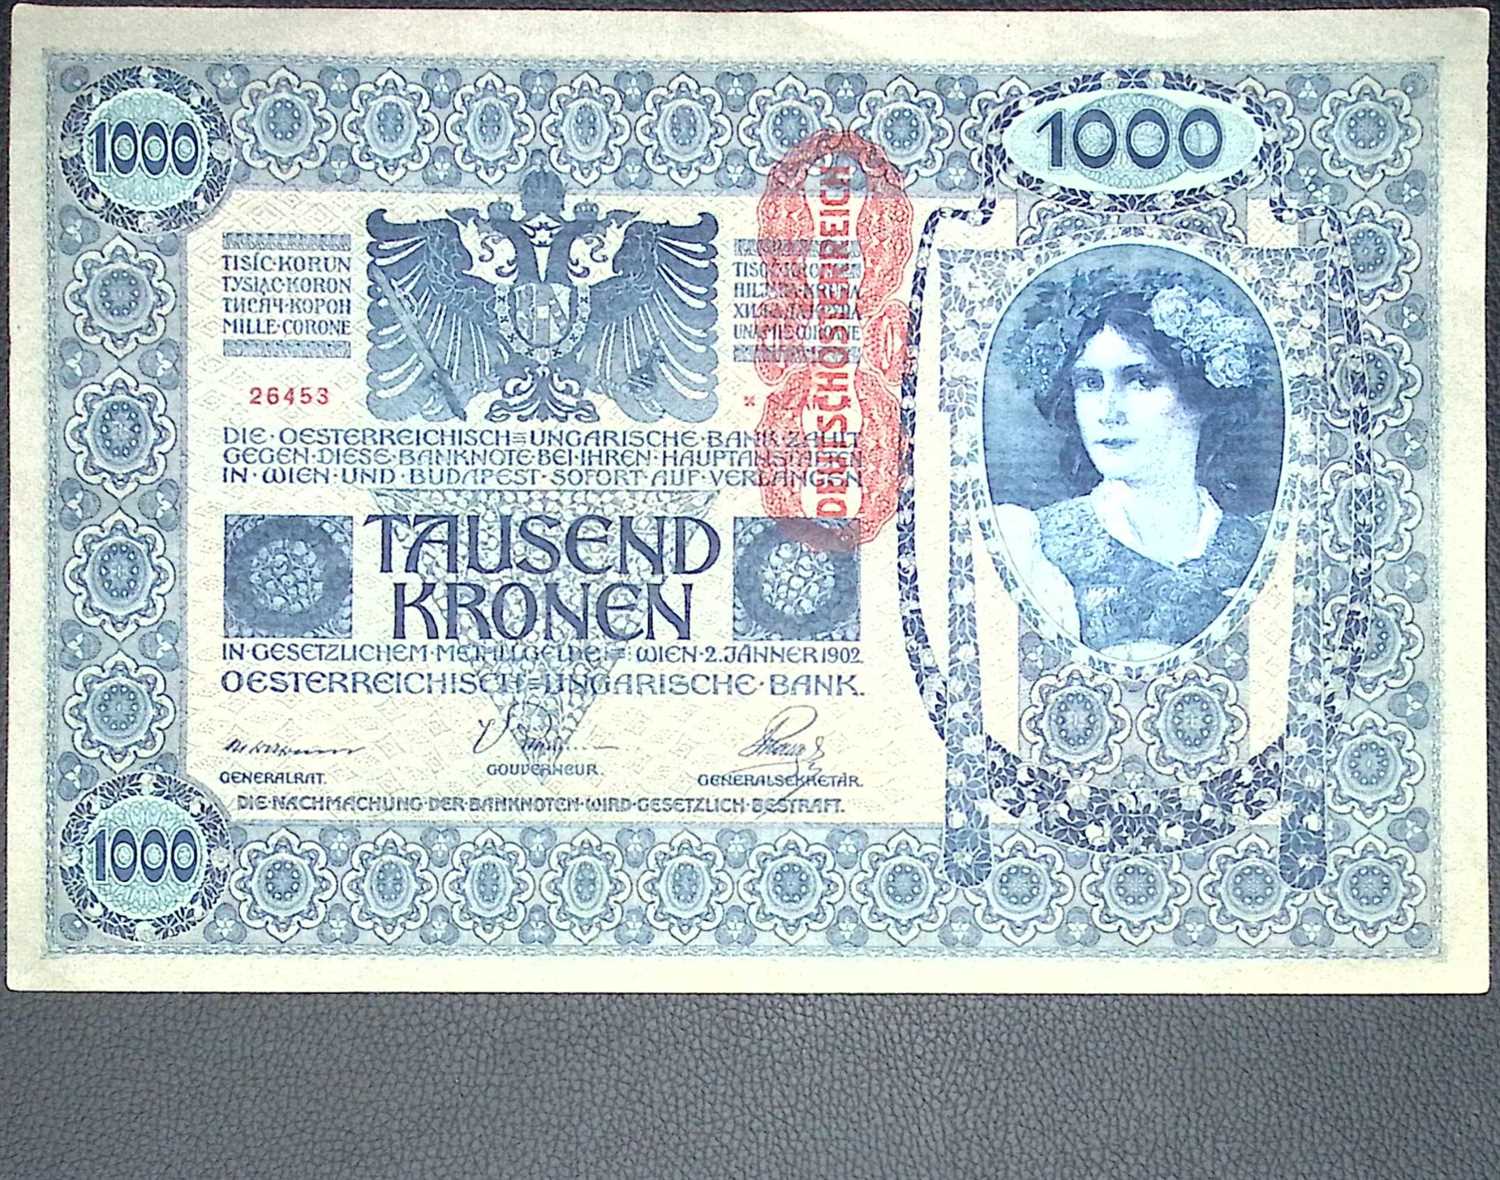 1000
1000
TISÍC·KORUN
TYSIĄC·KORON
ТИСЯЧ·КОРОН
MILLE·CORONE
DEUTSCHÖSTERREICH
26453
DIE·OESTERREICHISCH=UNGARISCHE·BANK·ZAHLT
GEGEN·DIESE·BANKNOTE·BEI·IHREN·HAUPTANSTALTEN
IN·WIEN·UND·BUDAPEST·SOFORT·AUF·VERLANGEN
TAUSEND
KRONEN
IN·GESETZLICHEM·METALLGELDE=:WIEN·2.JÄNNER1902.
OESTERREICHISCH=UNGARISCHE·BANK.
GENERALRAT.
GOUVERNEUR.
GENERALSEKRETÄR.
DIE·NACHMACHUNG·DER·BANKNOTEN·WIRD·GESETZLICH·BESTRAFT.
1000